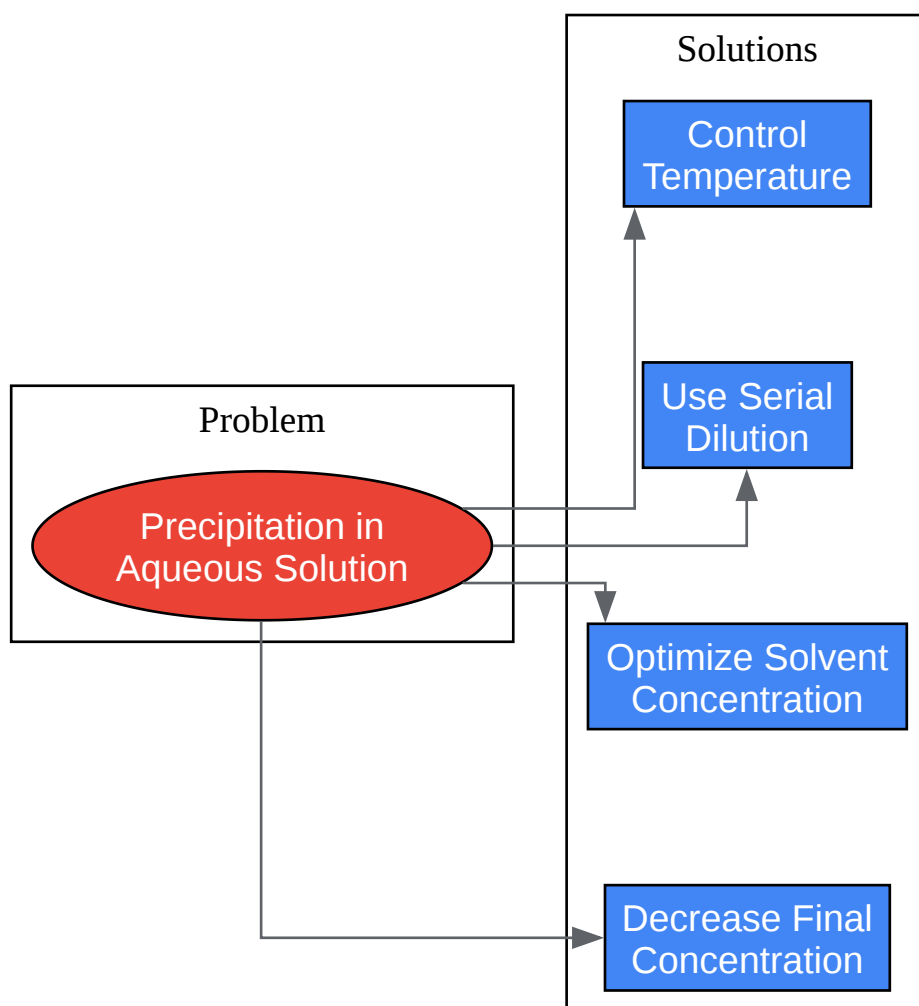 Solutions
Control
Temperature
Use Serial
Dilution
Problem
Precipitation in
Aqueous Solution
Optimize Solvent
Concentration
Decrease Final
Concentration